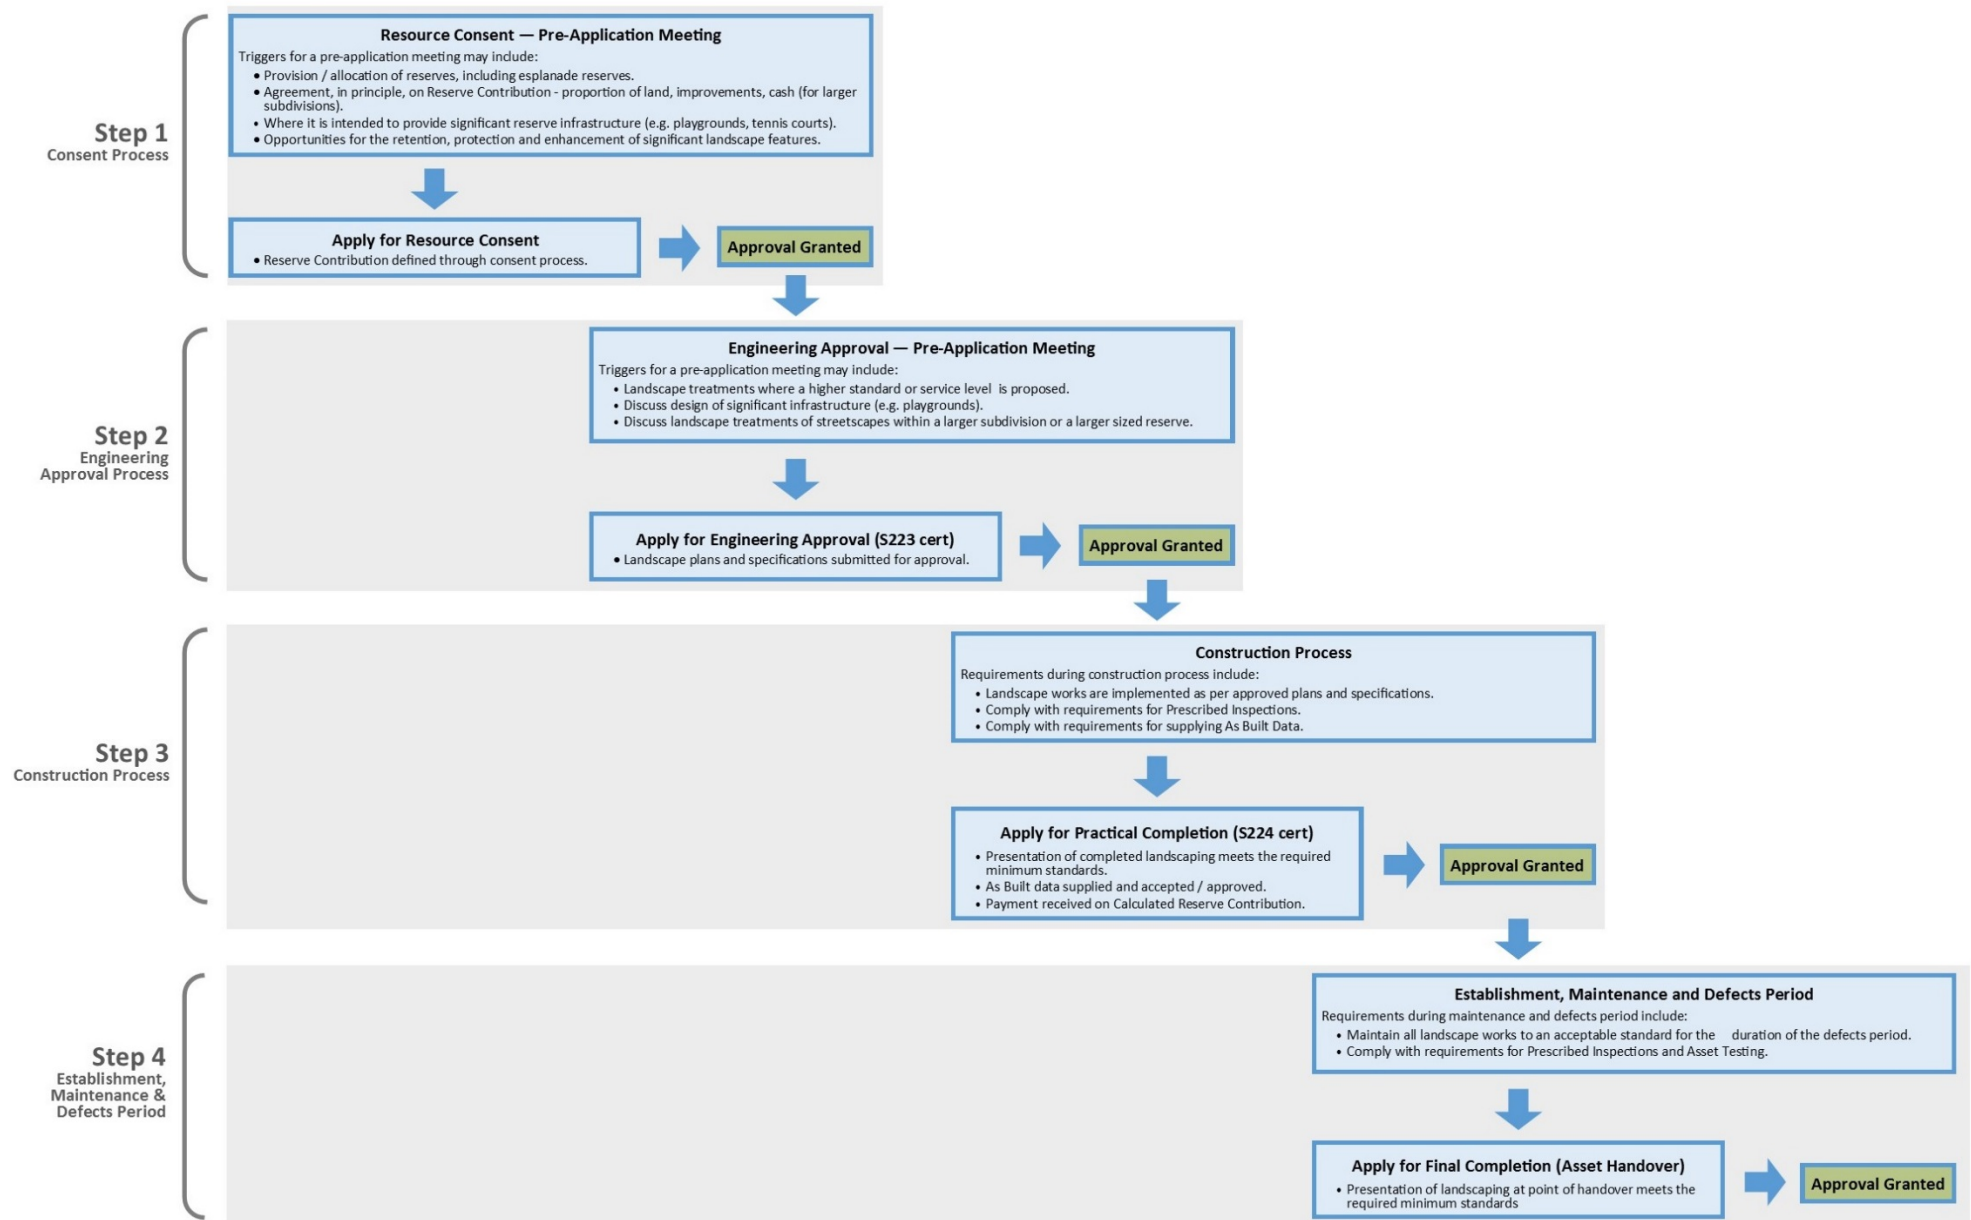 Step 1
Consent Process
Resource Consent — Pre-Application Meeting
Triggers for a pre-application meeting may include:
• Provision / allocation of reserves, including esplanade reserves.
• Agreement, in principle, on Reserve Contribution - proportion of land, improvements, cash (for larger
subdivisions).
• Where it is intended to provide significant reserve infrastructure (e.g. playgrounds, tennis courts).
• Opportunities for the retention, protection and enhancement of significant landscape features.
Apply for Resource Consent
• Reserve Contribution defined through consent process.
Approval Granted
Step 2
Engineering
Approval Process
Engineering Approval — Pre-Application Meeting
Triggers for a pre-application meeting may include:
• Landscape treatments where a higher standard or service level is proposed.
• Discuss design of significant infrastructure (e.g. playgrounds).
• Discuss landscape treatments of streetscapes within a larger subdivision or a larger sized reserve.
Apply for Engineering Approval (S223 cert)
• Landscape plans and specifications submitted for approval.
Approval Granted
Step 3
Construction Process
Construction Process
Requirements during construction process include:
• Landscape works are implemented as per approved plans and specifications.
• Comply with requirements for Prescribed Inspections.
• Comply with requirements for supplying As Built Data.
Apply for Practical Completion (S224 cert)
• Presentation of completed landscaping meets the required
minimum standards.
• As Built data supplied and accepted / approved.
• Payment received on Calculated Reserve Contribution.
Approval Granted
Step 4
Establishment,
Maintenance &
Defects Period
Establishment, Maintenance and Defects Period
Requirements during maintenance and defects period include:
• Maintain all landscape works to an acceptable standard for the duration of the defects period.
• Comply with requirements for Prescribed Inspections and Asset Testing.
Apply for Final Completion (Asset Handover)
• Presentation of landscaping at point of handover meets the
required minimum standards
Approval Granted